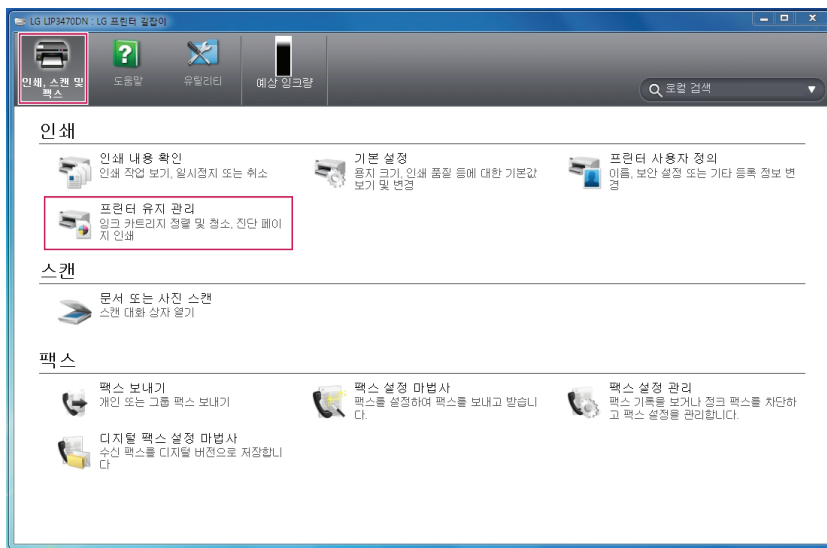 LG LIP3470DN : LG 프린터 길잡이
인쇄, 스캔 및
팩스
도움말
유틸리티
예상 잉크량
로컬 검색
인쇄
인쇄 내용 확인
인쇄 작업 보기, 일시정지 또는 취소
기본 설정
용지 크기, 인쇄 품질 등에 대한 기본값
보기 및 변경
프린터 사용자 정의
이름, 보안 설정 또는 기타 등록 정보 변
경
프린터 유지 관리
잉크 카트리지 정렬 및 청소, 진단 페이
지 인쇄
스캔
문서 또는 사진 스캔
스캔 대화 상자 열기
팩스
팩스 보내기
개인 또는 그룹 팩스 보내기
팩스 설정 마법사
팩스를 설정하여 팩스를 보내고 받습니
다.
팩스 설정 관리
팩스 기록을 보거나 정크 팩스를 차단하
고 팩스 설정을 관리합니다.
디지털 팩스 설정 마법사
수신 팩스를 디지털 버전으로 저장합니
다